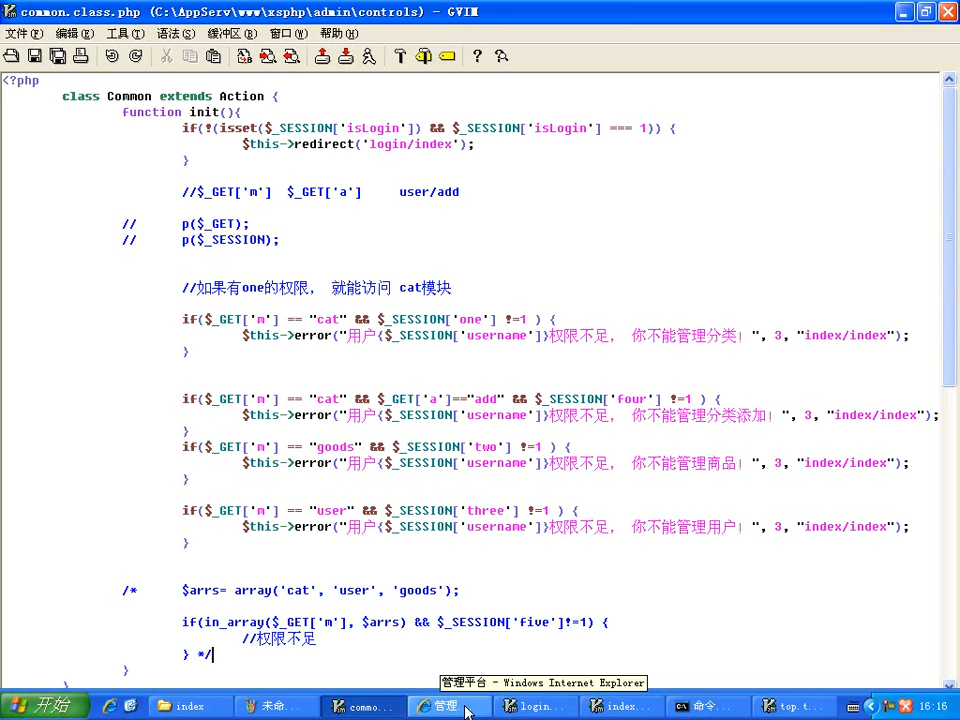 common.class.php (C:\AppServ\www\xsphp\admin\controls) - GVIM
文件(F) 编辑(E) 工具(T) 语法(S) 缓冲区(B) 窗口(W) 帮助(H)
<?php
class Common extends Action {
function init(){
if(!(isset($_SESSION['isLogin']) && $_SESSION['isLogin'] === 1)) {
$this->redirect('login/index');
}
//$_GET['m'] $_GET['a'] user/add
// p($_GET);
// p($_SESSION);
//如果有one的权限， 就能访问 cat模块
if($_GET['m'] == "cat" && $_SESSION['one'] !=1 ) {
$this->error("用户{$_SESSION['username']}权限不足， 你不能管理分类！", 3, "index/index");
}
if($_GET['m'] == "cat" && $_GET['a']=="add" && $_SESSION['four'] !=1 ) {
$this->error("用户{$_SESSION['username']}权限不足， 你不能管理分类添加！", 3, "index/index");
}
if($_GET['m'] == "goods" && $_SESSION['two'] !=1 ) {
$this->error("用户{$_SESSION['username']}权限不足， 你不能管理商品！", 3, "index/index");
}
if($_GET['m'] == "user" && $_SESSION['three'] !=1 ) {
$this->error("用户{$_SESSION['username']}权限不足， 你不能管理用户！", 3, "index/index");
}
/* $arrs= array('cat', 'user', 'goods');
if(in_array($_GET['m'], $arrs) && $_SESSION['five']!=1) {
//权限不足
} */
}
}
管理平台 - Windows Internet Explorer
开始 index 未命... commo... 管理... login... index... 命令... top.t... 16:16